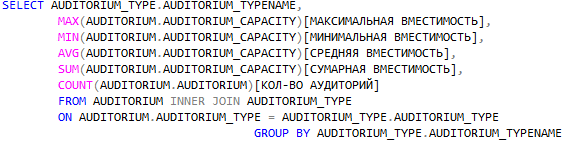 SELECT AUDITORIUM_TYPE.AUDITORIUM_TYPENAME,
MAX(AUDITORIUM.AUDITORIUM_CAPACITY)[МАКСИМАЛЬНАЯ ВМЕСТИМОСТЬ],
MIN(AUDITORIUM.AUDITORIUM_CAPACITY)[МИНИМАЛЬНАЯ ВМЕСТИМОСТЬ],
AVG(AUDITORIUM.AUDITORIUM_CAPACITY)[СРЕДНЯЯ ВМЕСТИМОСТЬ],
SUM(AUDITORIUM.AUDITORIUM_CAPACITY)[СУМАРНАЯ ВМЕСТИМОСТЬ],
COUNT(AUDITORIUM.AUDITORIUM)[КОЛ-ВО АУДИТОРИЙ]
FROM AUDITORIUM INNER JOIN AUDITORIUM_TYPE
ON AUDITORIUM.AUDITORIUM_TYPE = AUDITORIUM_TYPE.AUDITORIUM_TYPE
GROUP BY AUDITORIUM_TYPE.AUDITORIUM_TYPENAME